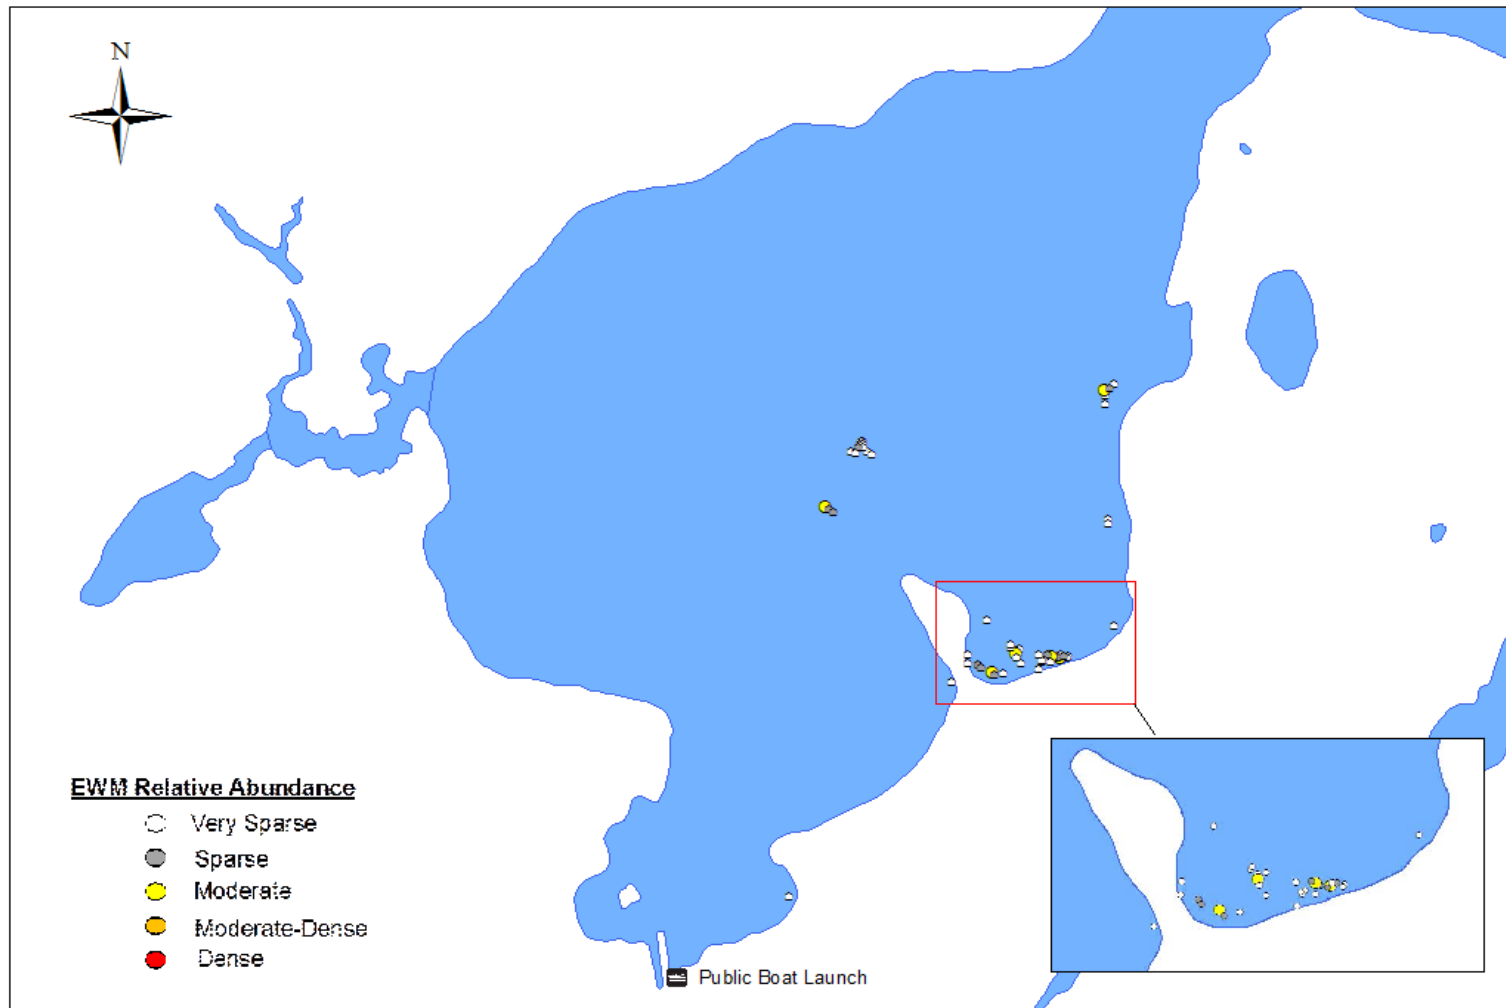 N
EWM Relative Abundance
Very Sparse
Sparse
Moderate
Moderate-Dense
Dense
Public Boat Launch